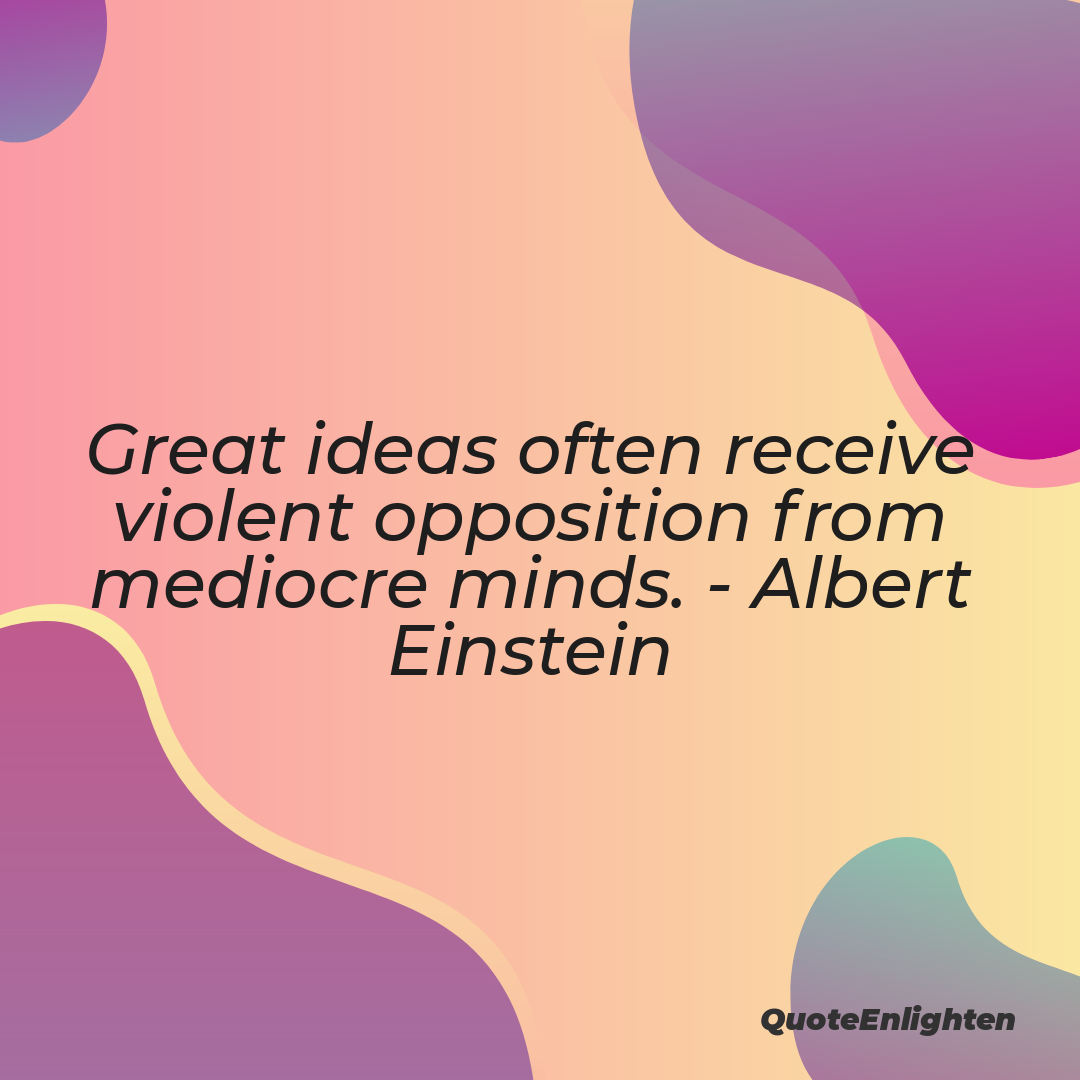 Great ideas often receive
violent opposition from
mediocre minds. - Albert
Einstein
QuoteEnlighten